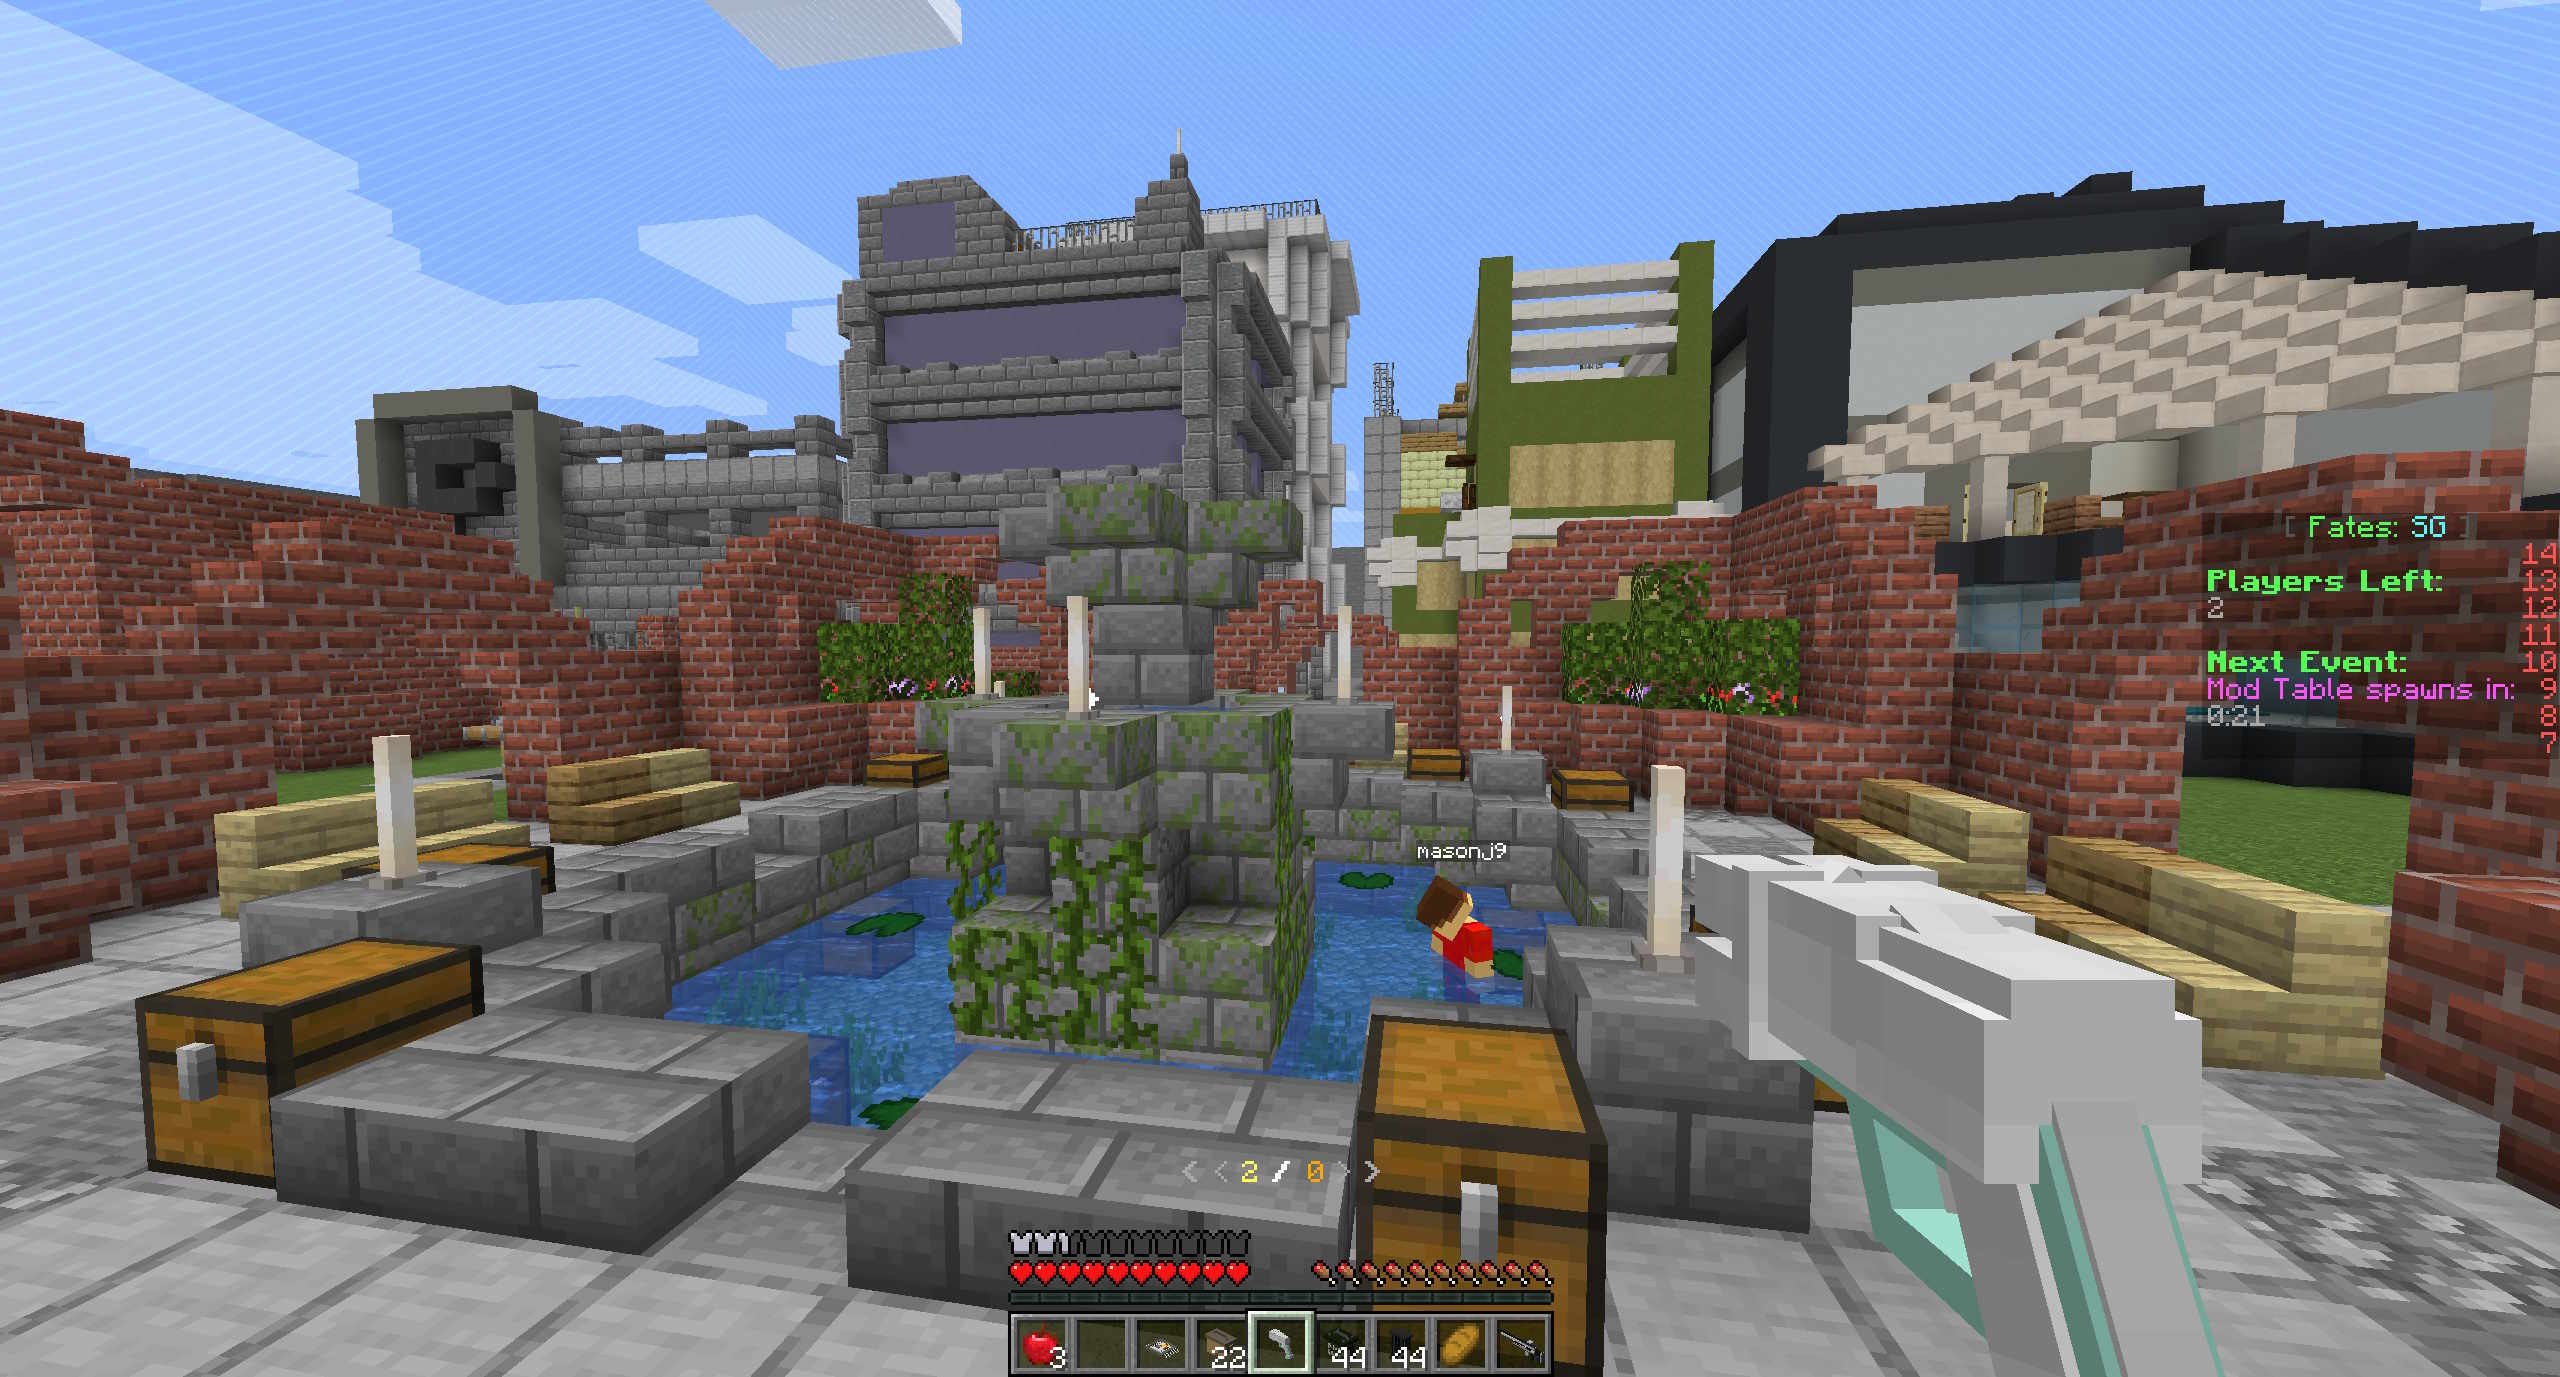 [ Fates: SG ]
14
Players Left: 13
2 12
11
Next Event: 10
Mod Table spawns in: 9
0:21 8
7
masonj9
< < 2 / 0 > >
3 22 44 44